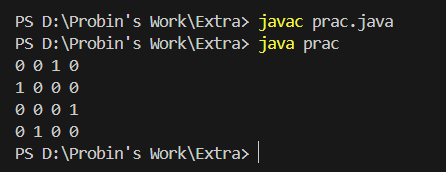 PS D:\Probin's Work\Extra> javac prac.java
PS D:\Probin's Work\Extra> java prac
0 0 1 0
1 0 0 0
0 0 0 1
0 1 0 0
PS D:\Probin's Work\Extra>